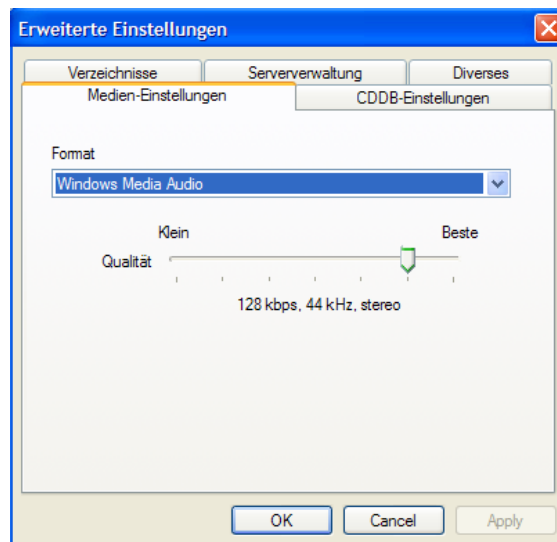 Erweiterte Einstellungen
Verzeichnisse Serververwaltung Diverses
Medien-Einstellungen CDDB-Einstellungen
Format
Windows Media Audio
Klein Beste
Qualität
128 kbps, 44 kHz, stereo
OK Cancel Apply